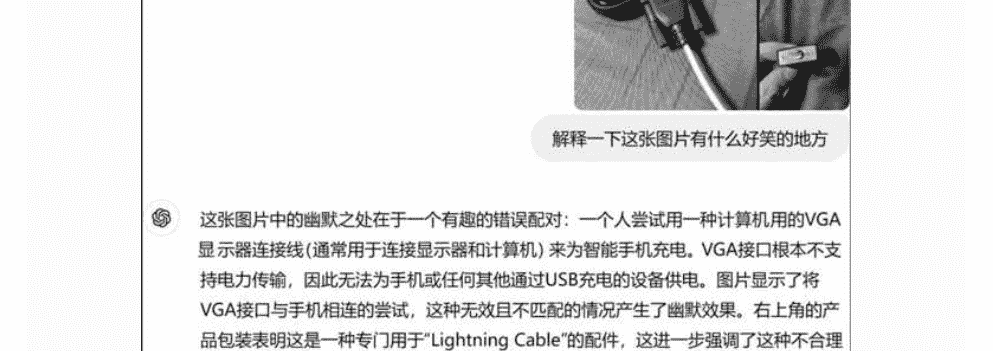 解释一下这张图片有什么好笑的地方
这张图片中的幽默之处在于一个有趣的错误配对：一个人尝试用一种计算机用的VGA
显示器连接线(通常用于连接显示器和计算机) 来为智能手机充电。VGA接口根本不支
持电力传输，因此无法为手机或任何其他通过USB充电的设备供电。图片显示了将
VGA接口与手机相连的尝试，这种无效且不匹配的情况产生了幽默效果。右上角的产
品包装表明这是一种专门用于“Lightning Cable”的配件，这进一步强调了这种不合理